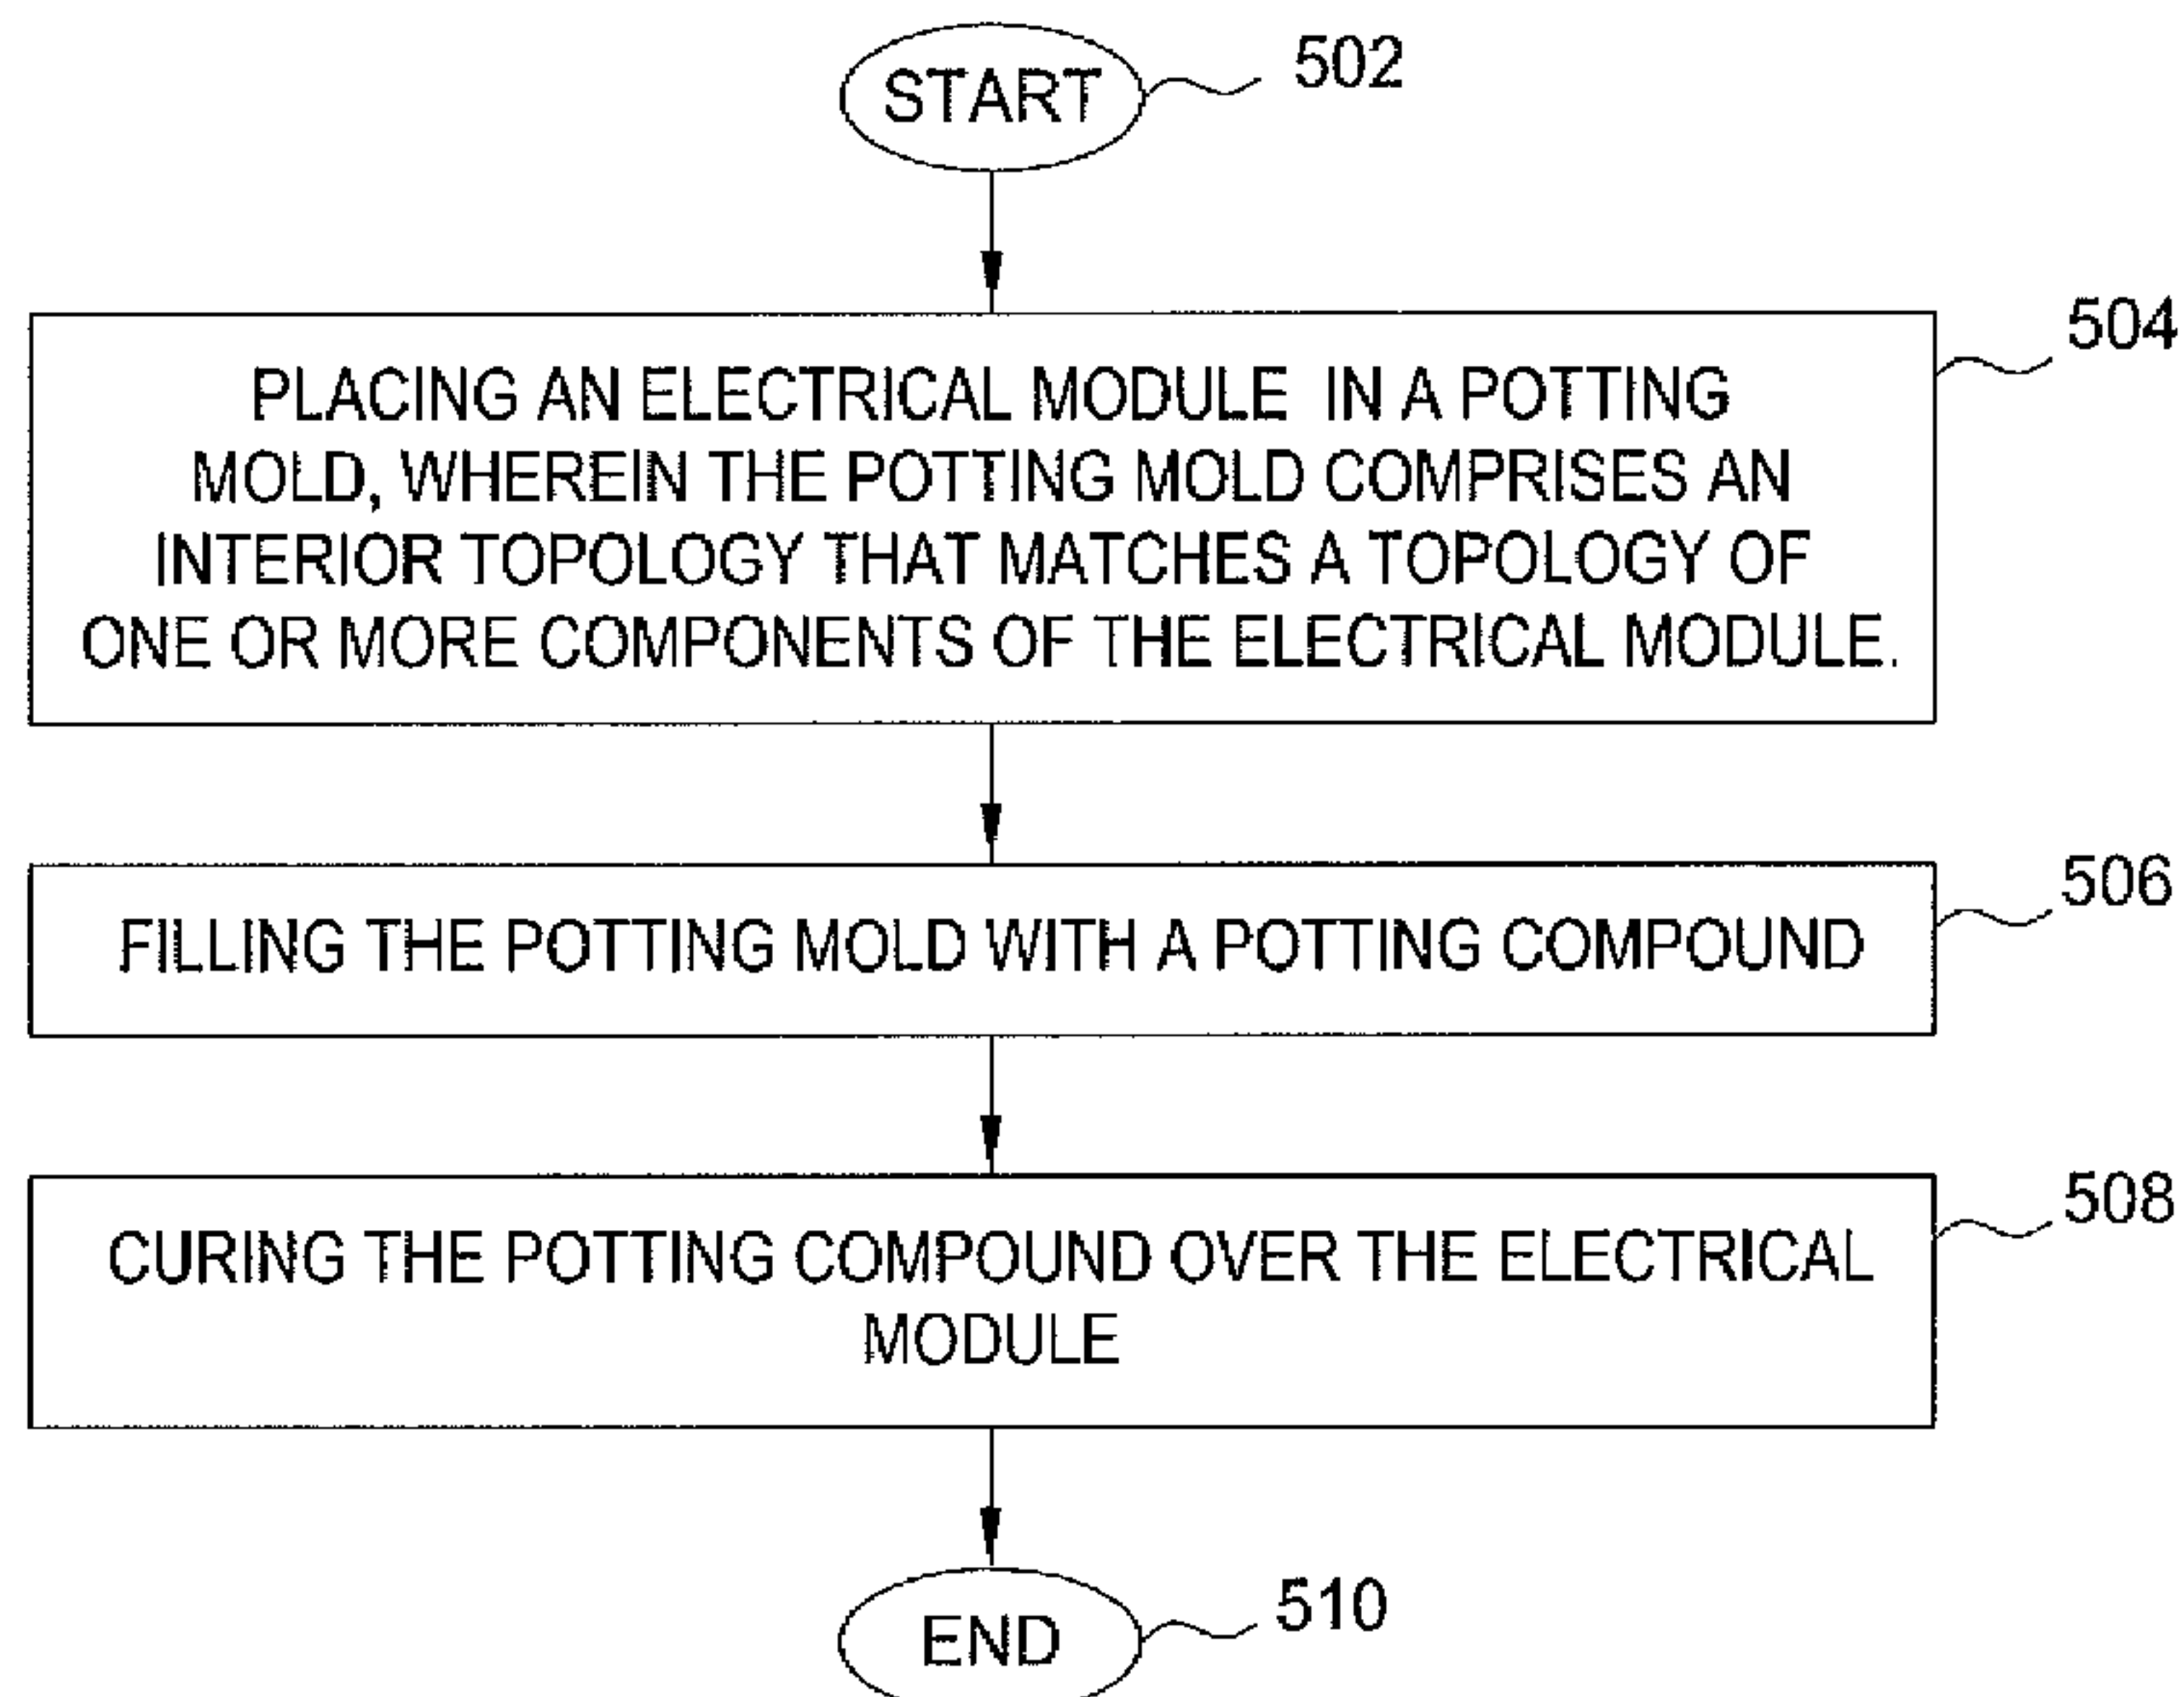 START
502
504
PLACING AN ELECTRICAL MODULE IN A POTTING
MOLD, WHEREIN THE POTTING MOLD COMPRISES AN
INTERIOR TOPOLOGY THAT MATCHES A TOPOLOGY OF
ONE OR MORE COMPONENTS OF THE ELECTRICAL MODULE.
506
FILLING THE POTTING MOLD WITH A POTTING COMPOUND
508
CURING THE POTTING COMPOUND OVER THE ELECTRICAL
MODULE
510
END